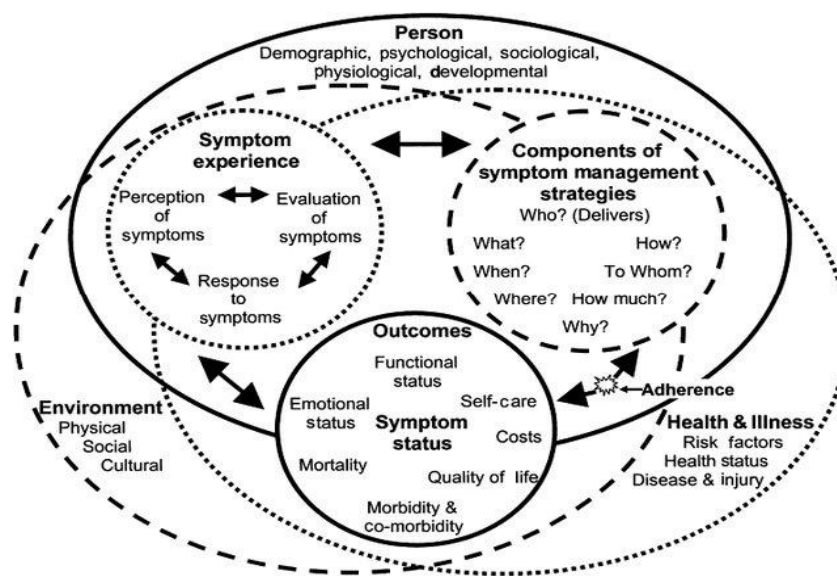 Person
Demographic, psychological, sociological,
physiological, developmental
Symptom
experience
Perception
of
symptoms
Evaluation
of
symptoms
Response
to
symptoms
Components of
symptom management
strategies
Who? (Delivers)
What?
How?
When?
To Whom?
Where?
How much?
Why?
Outcomes
Functional
status
Emotional
status
Self-care
Symptom
status
Costs
Mortality
Quality of life
Morbidity &
co-morbidity
Adherence
Environment
Physical
Social
Cultural
Health & Illness
Risk factors
Health status
Disease & injury